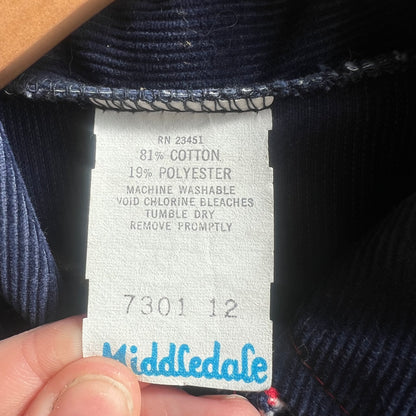 RN 23451
81% COTTON
19% POLYESTER
MACHINE WASHABLE
VOID CHLORINE BLEACHES
TUMBLE DRY
REMOVE PROMPTLY
7301 12
Middledale